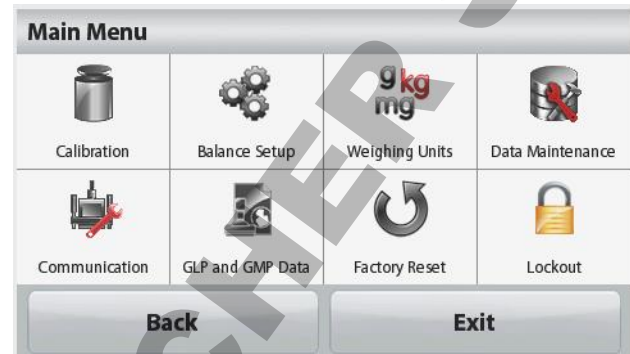 Main Menu
g kg
mg
Calibration
Balance Setup
Weighing Units
Data Maintenance
Communication
GLP and GMP Data
Factory Reset
Lockout
Back
Exit